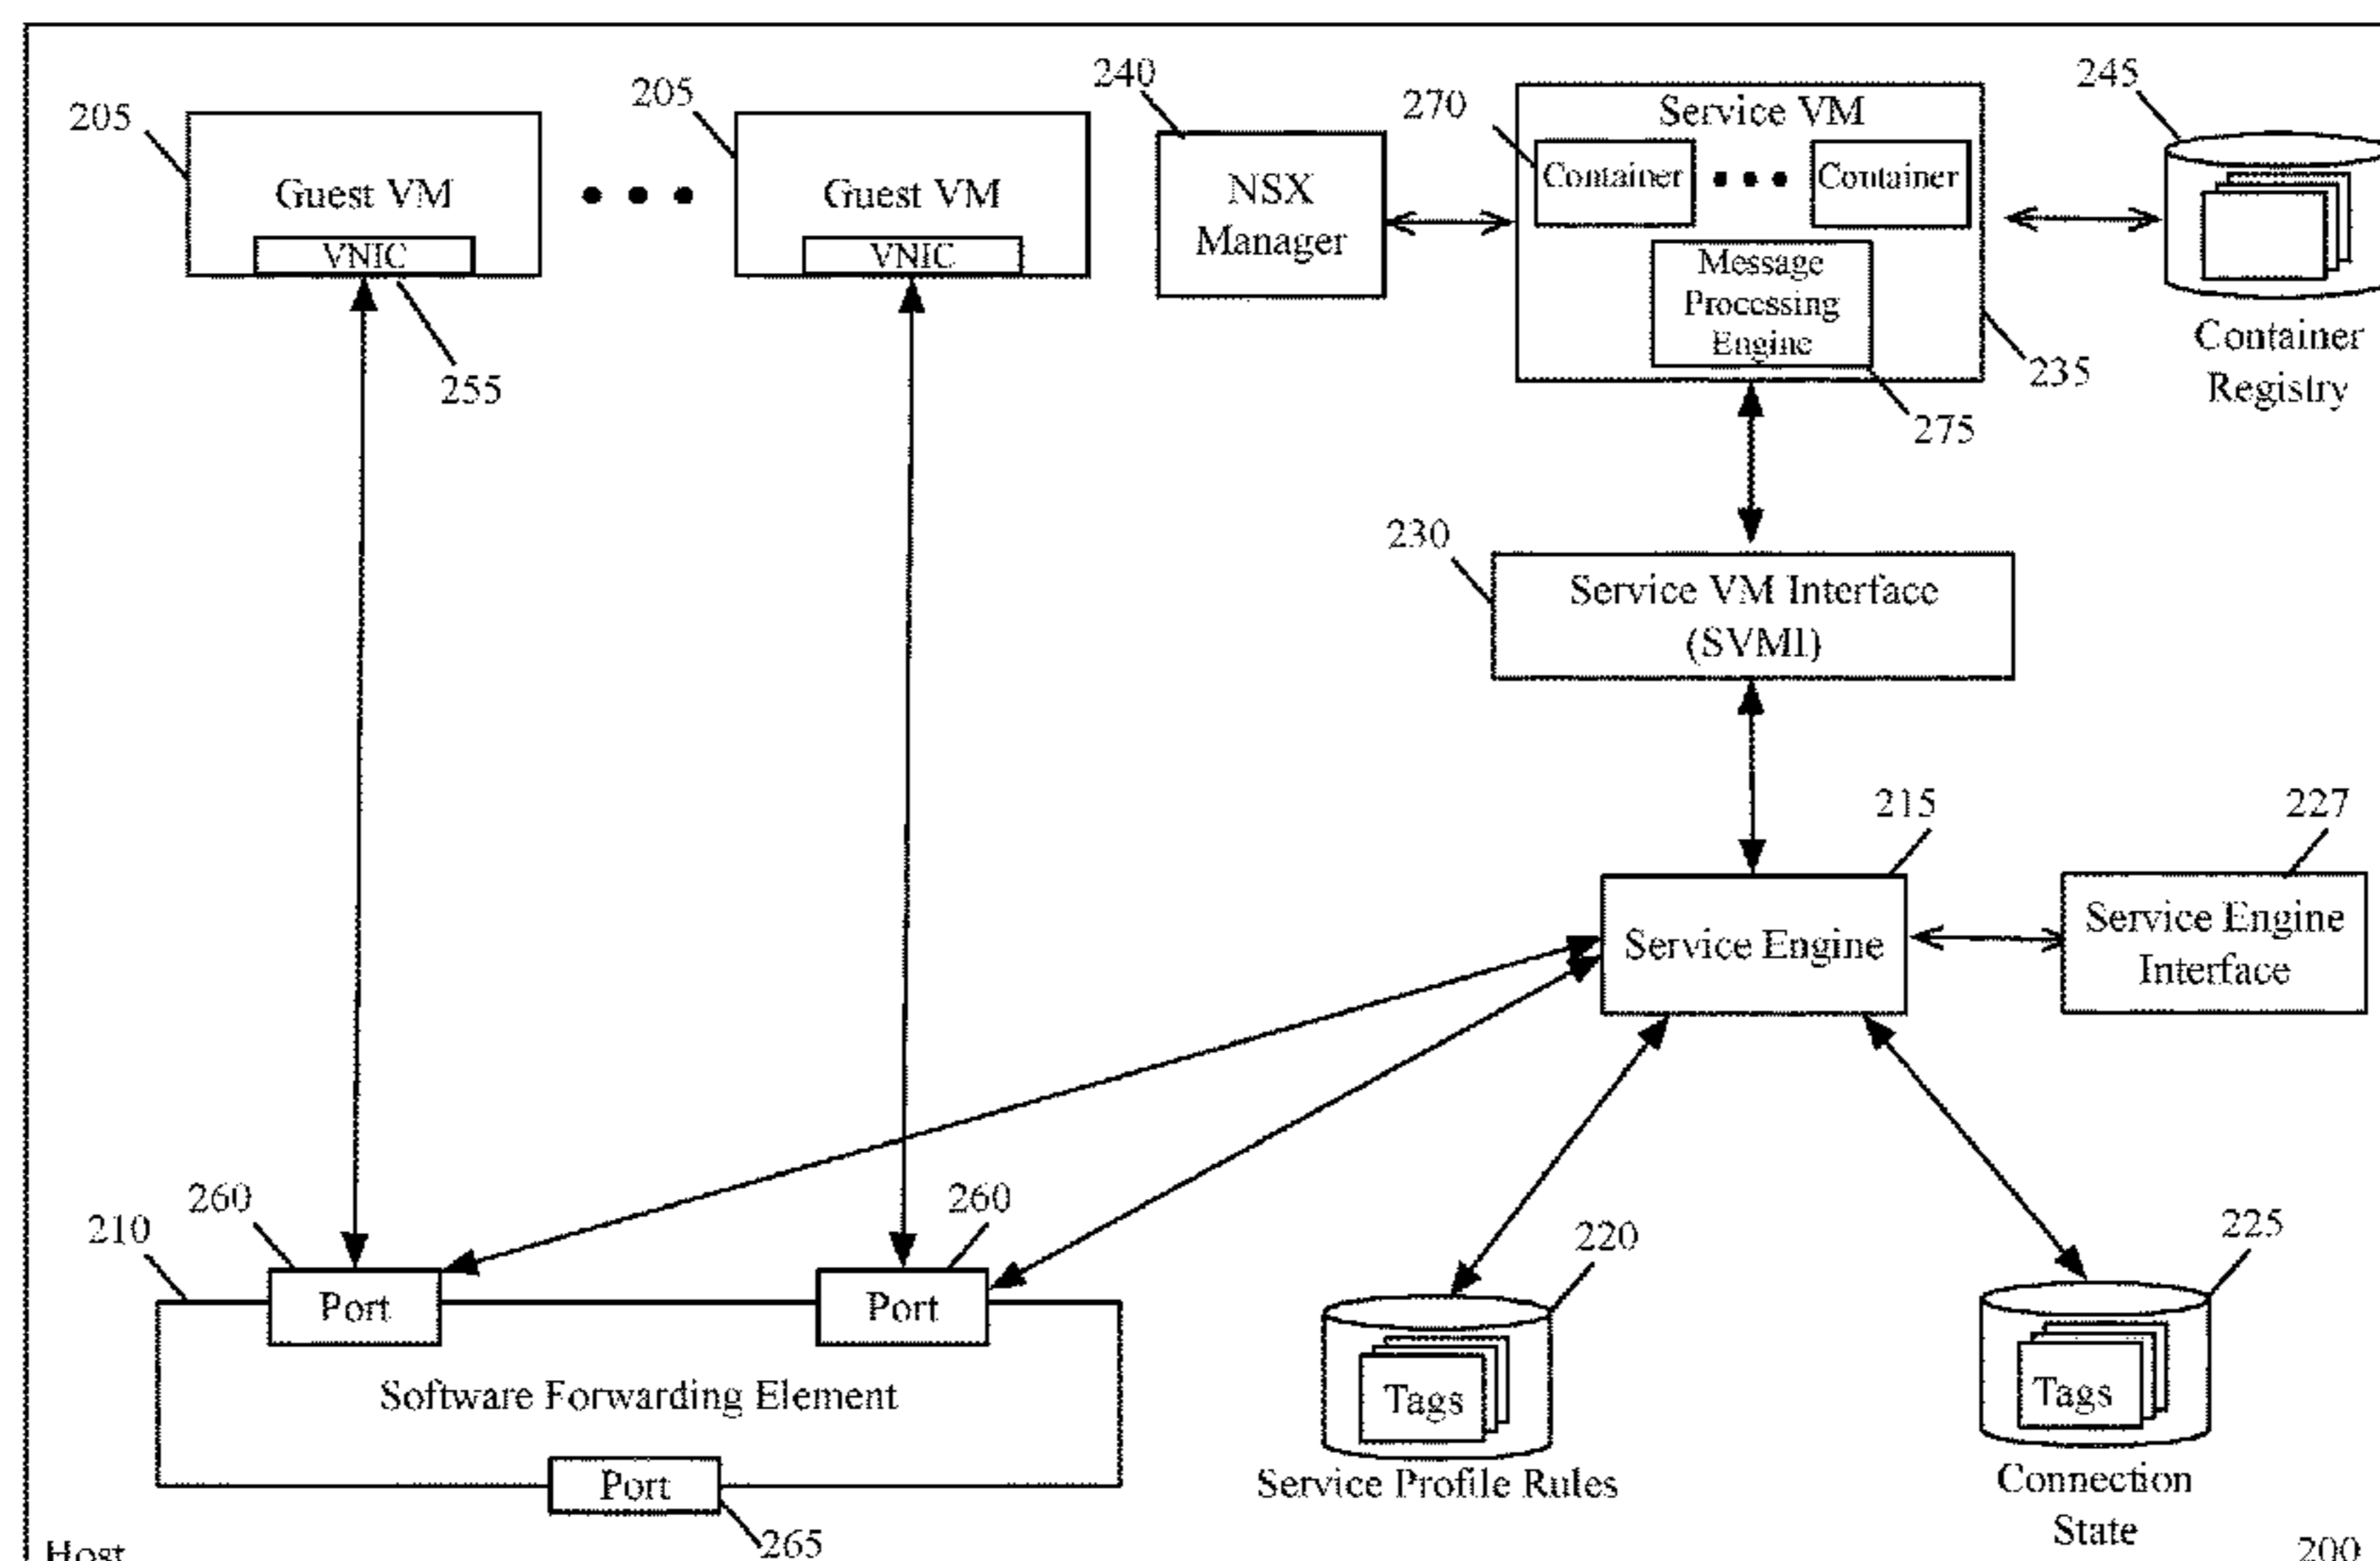 240
245
205
205
270
Service VM
Guest VM
Guest VM
NSX
Manager
Container
Container
VNIC
VNIC
Message
Processing
Engine
Container
Registry
255
235
275
230
Service VM Interface
(SVMI)
215
227
Service Engine
Service Engine
Interface
260
260
210
220
225
Port
Port
Software Forwarding Element
Tags
Tags
Port
Service Profile Rules
Connection
State
265
Host
200